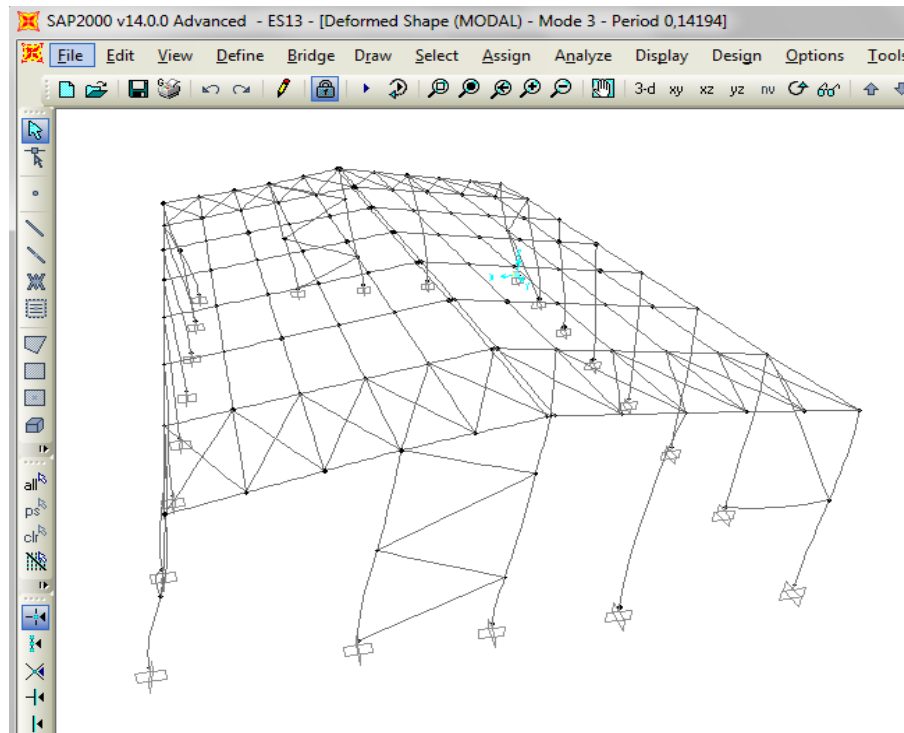 SAP2000 v14.0.0 Advanced - ES13 - [Deformed Shape (MODAL) - Mode 3 - Period 0,14194]
File Edit View Define Bridge Draw Select Assign Analyze Display Design Options Tools
3-d xy xz yz nv
all
ps
clr